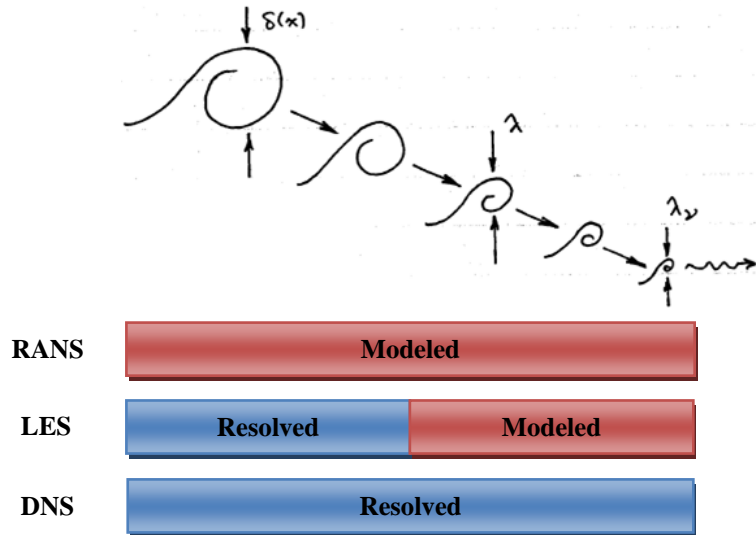 δ(x)
λ
λν
RANS Modeled
LES Resolved Modeled
DNS Resolved